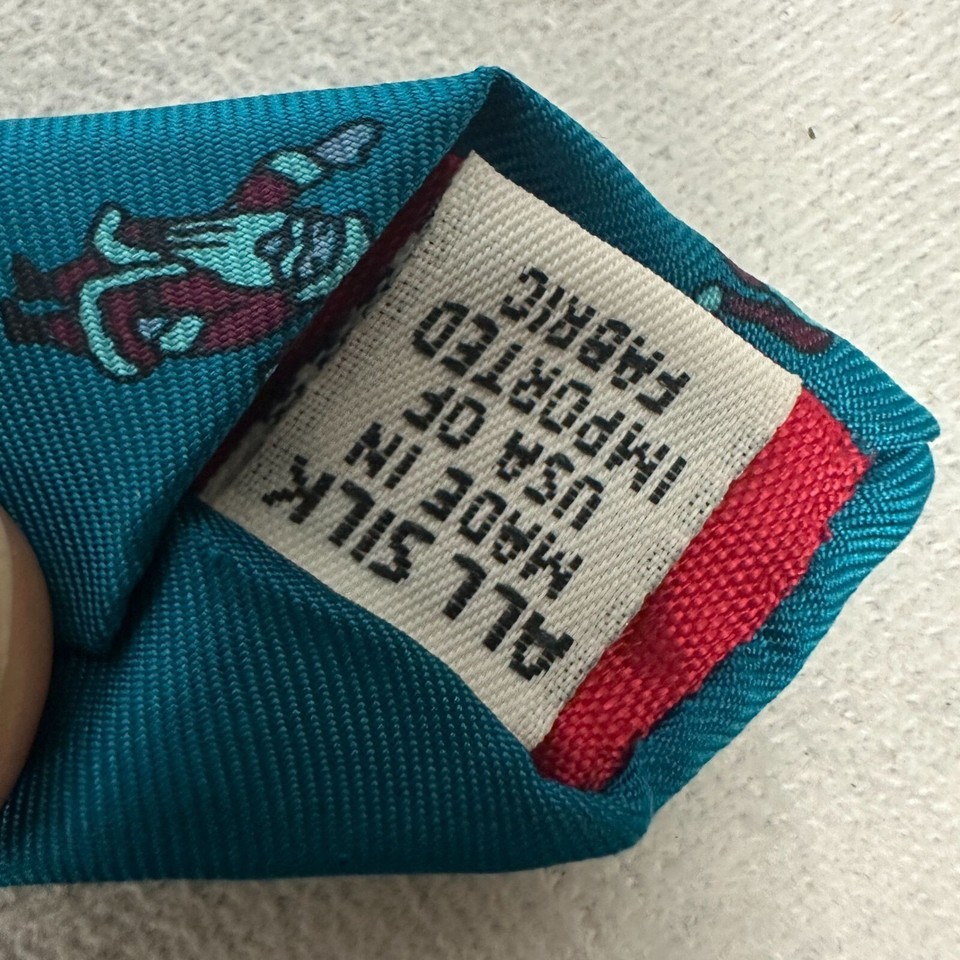 ALL SILK
MADE IN
USA OF
IMPORTED
FABRIC